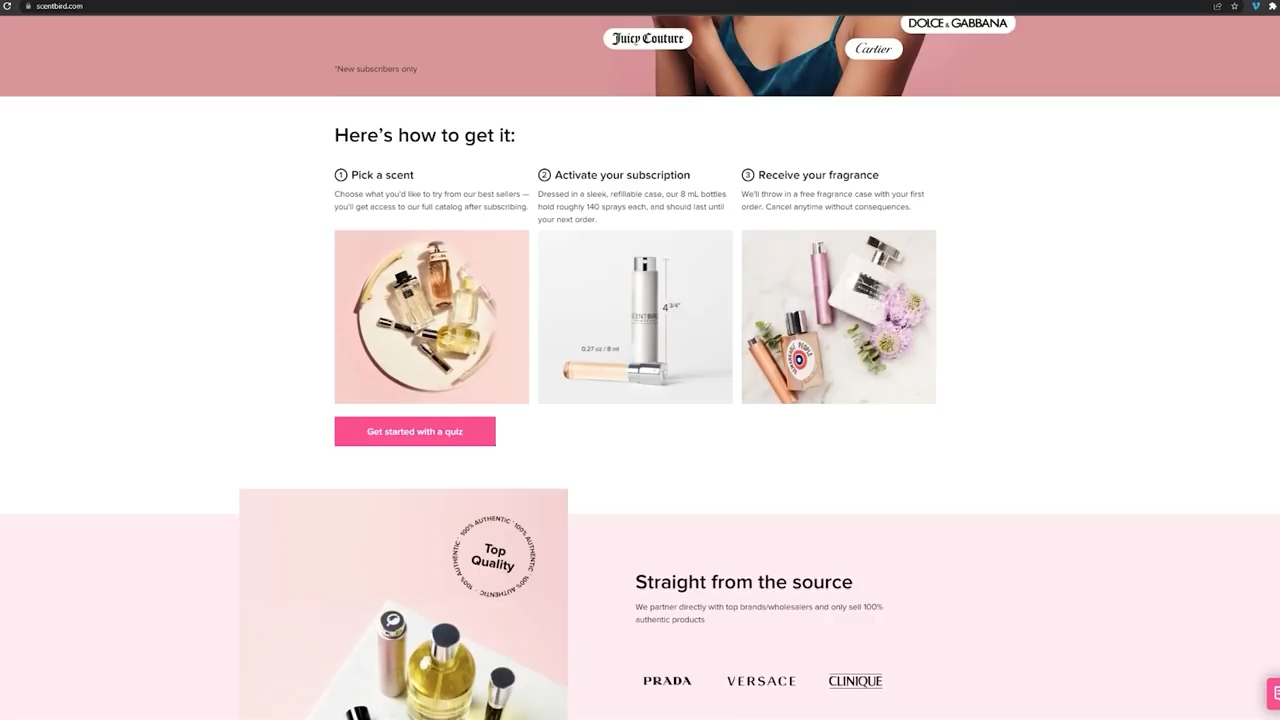 scentbird.com
DOLCE & GABBANA
Juicy Couture
Cartier
*New subscribers only
Here's how to get it:
1 Pick a scent
Choose what you'd like to try from our best sellers —
you'll get access to our full catalog after subscribing.
2 Activate your subscription
Dressed in a sleek, refillable case, our 8 mL bottles
hold roughly 140 sprays each, and should last until
your next order.
3 Receive your fragrance
We'll throw in a free fragrance case with your first
order. Cancel anytime without consequences.
4 3/4"
SCENTBIRD
0.27 oz / 8 ml
Get started with a quiz
100% AUTHENTIC · 100% AUTHENTIC · 100% AUTHENTIC · 100% AUTHENTIC ·
Top
Quality
Straight from the source
We partner directly with top brands/wholesalers and only sell 100%
authentic products
PRADA
VERSACE
CLINIQUE